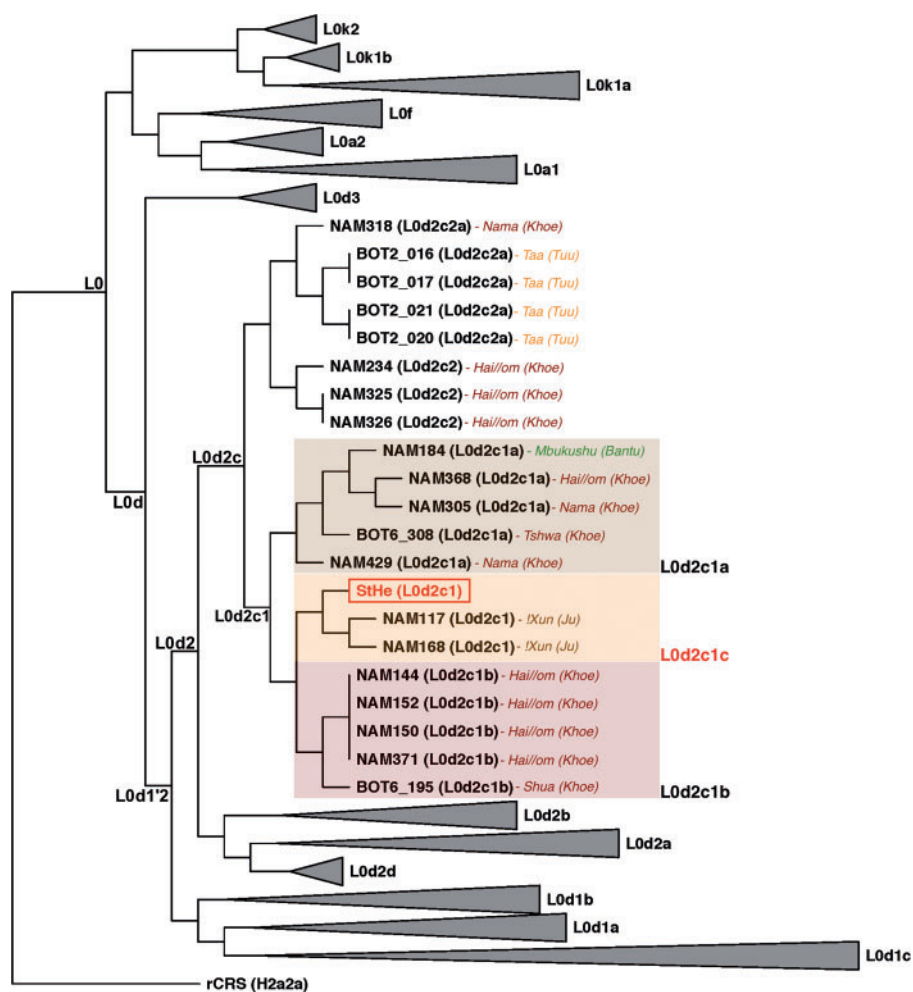 L0k2
L0k1b
L0k1a
L0f
L0a2
L0a1
L0d3
NAM318 (L0d2c2a) - Nama (Khoe)
BOT2_016 (L0d2c2a) - Taa (Tuu)
L0
BOT2_017 (L0d2c2a) - Taa (Tuu)
BOT2_021 (L0d2c2a) - Taa (Tuu)
BOT2_020 (L0d2c2a) - Taa (Tuu)
NAM234 (L0d2c2) - Hai//om (Khoe)
NAM325 (L0d2c2) - Hai//om (Khoe)
NAM326 (L0d2c2) - Hai//om (Khoe)
NAM184 (L0d2c1a) - Mbukushu (Bantu)
L0d2c
NAM368 (L0d2c1a) - Hai//om (Khoe)
L0d
NAM305 (L0d2c1a) - Nama (Khoe)
BOT6_308 (L0d2c1a) - Tshwa (Khoe)
NAM429 (L0d2c1a) - Nama (Khoe)
L0d2c1a
StHe (L0d2c1)
L0d2c1
NAM117 (L0d2c1) - !Xun (Ju)
L0d2
NAM168 (L0d2c1) - !Xun (Ju)
L0d2c1c
NAM144 (L0d2c1b) - Hai//om (Khoe)
NAM152 (L0d2c1b) - Hai//om (Khoe)
NAM150 (L0d2c1b) - Hai//om (Khoe)
NAM371 (L0d2c1b) - Hai//om (Khoe)
BOT6_195 (L0d2c1b) - Shua (Khoe)
L0d2c1b
L0d1'2
L0d2b
L0d2a
L0d2d
L0d1b
L0d1a
L0d1c
rCRS (H2a2a)